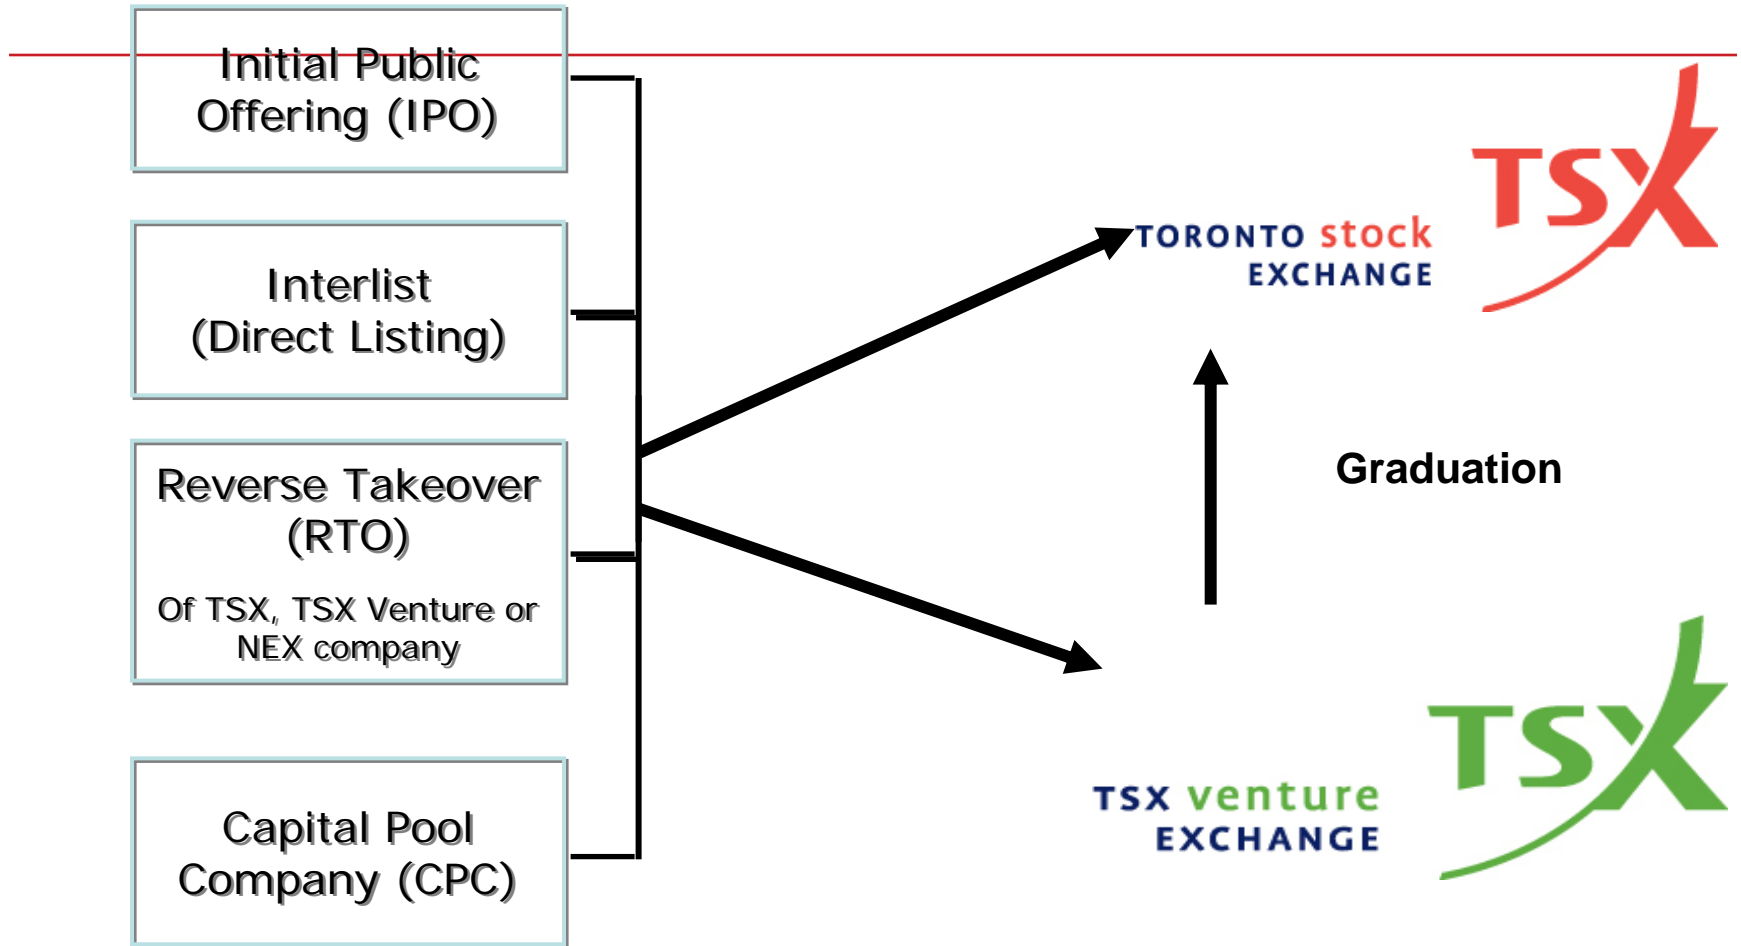 Initial Public
Offering (IPO)
Interlist
(Direct Listing)
Reverse Takeover
(RTO)
Of TSX, TSX Venture or
NEX company
Capital Pool
Company (CPC)
TORONTO stock
EXCHANGE
TSX
Graduation
TSX venture
EXCHANGE
TSX